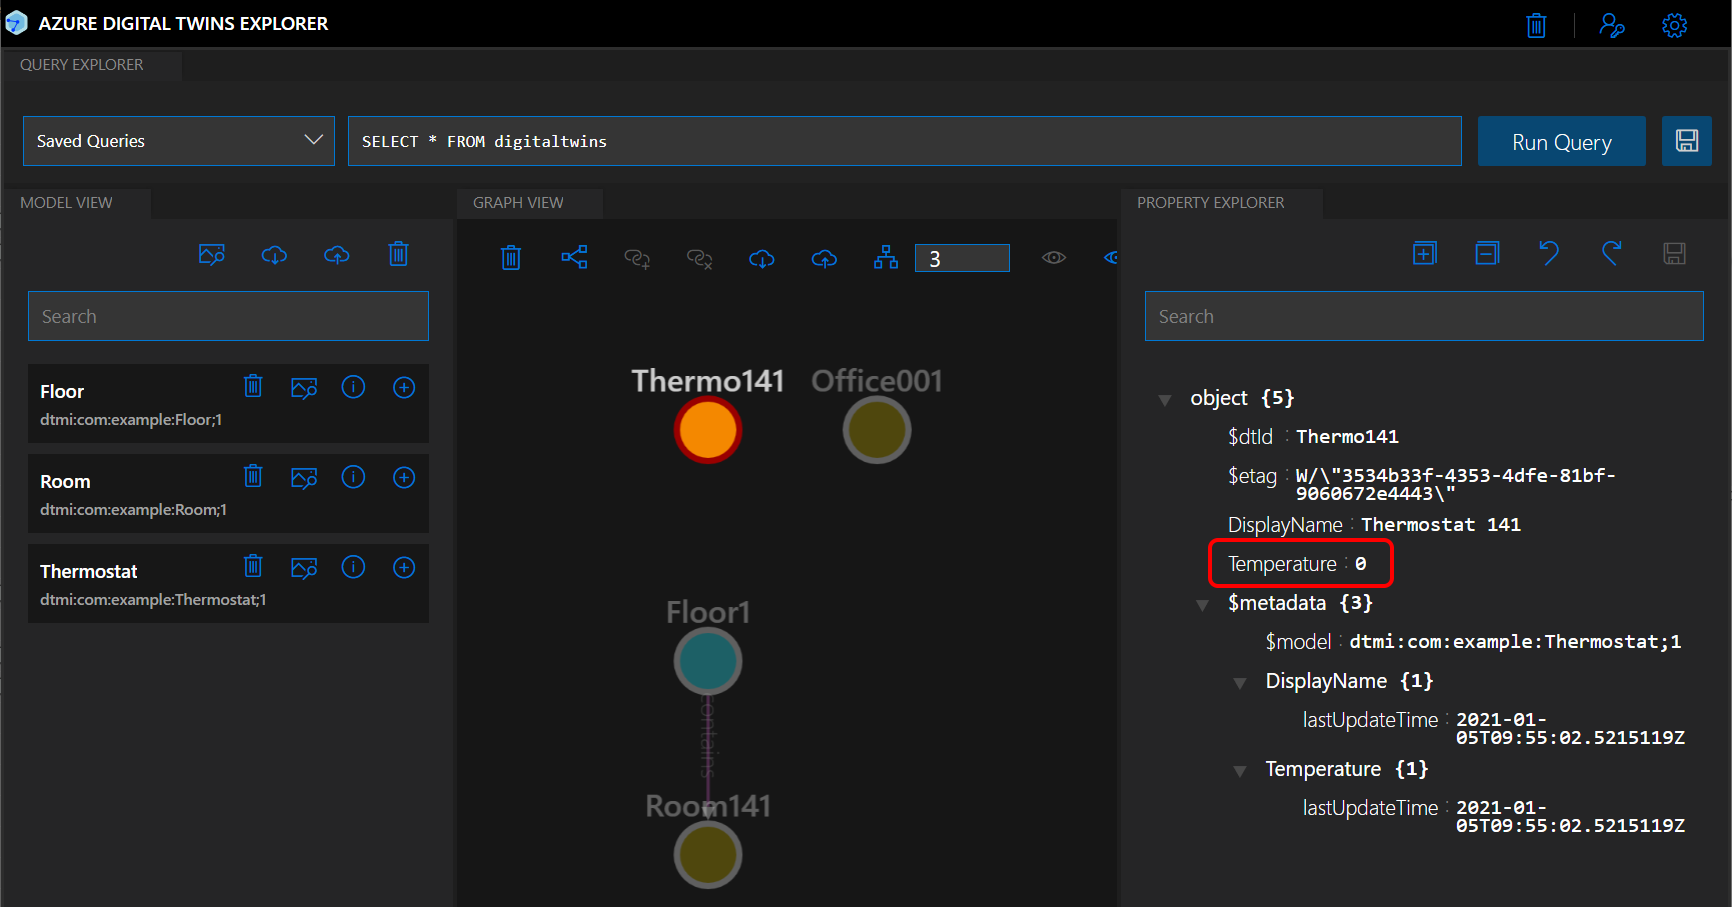 AZURE DIGITAL TWINS EXPLORER
QUERY EXPLORER
Saved Queries
SELECT * FROM digitaltwins
Run Query
MODEL VIEW
Search
Floor
dtmi:com:example:Floor;1
Room
dtmi:com:example:Room;1
Thermostat
dtmi:com:example:Thermostat;1
GRAPH VIEW
3
Thermo141
Office001
Floor1
contains
Room141
PROPERTY EXPLORER
Search
object {5}
$dtId : Thermo141
$etag : W/\"3534b33f-4353-4dfe-81bf-
9060672e4443\"
DisplayName : Thermostat 141
Temperature : 0
$metadata {3}
$model : dtmi:com:example:Thermostat;1
DisplayName {1}
lastUpdateTime : 2021-01-
05T09:55:02.5215119Z
Temperature {1}
lastUpdateTime : 2021-01-
05T09:55:02.5215119Z